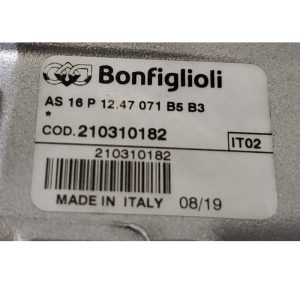 Bonfiglioli
AS 16 P 12.47 071 B5 B3
*
COD. 210310182
IT02
210310182
MADE IN ITALY 08/19